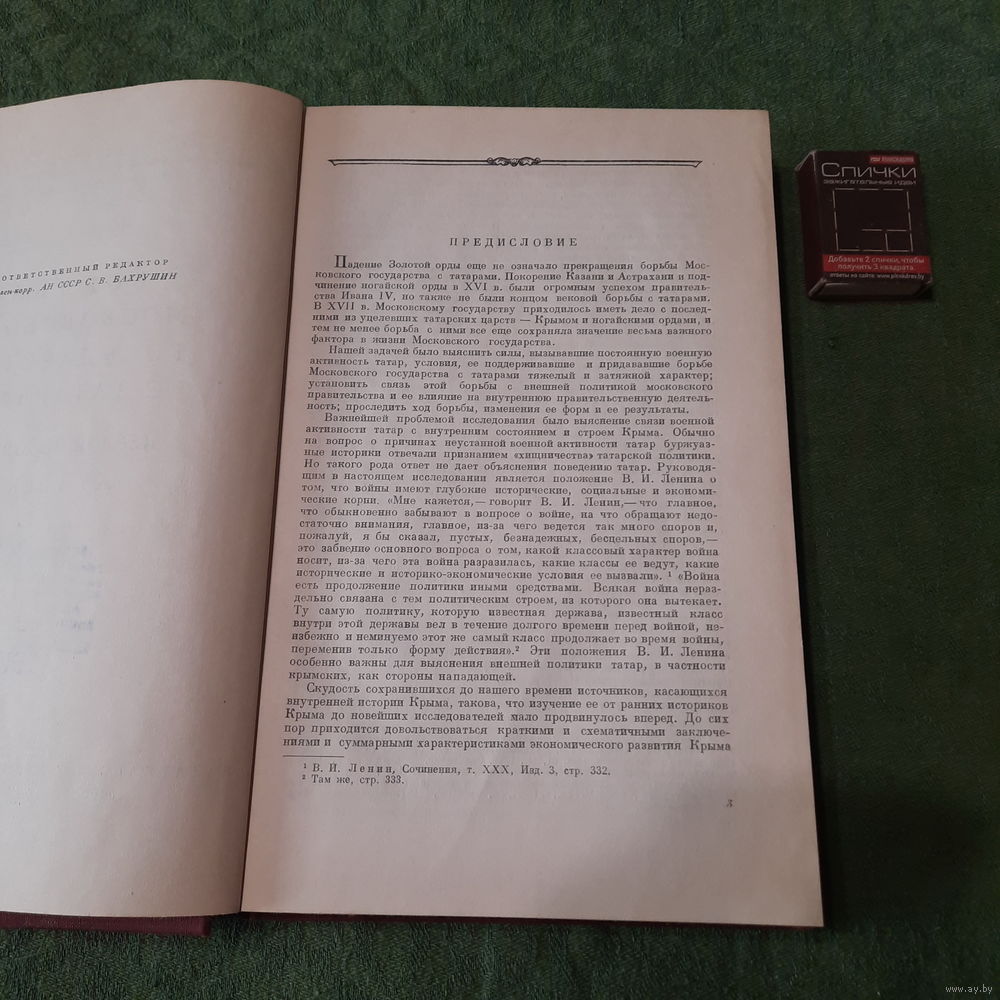 ОТВЕТСТВЕННЫЙ РЕДАКТОР
корр. АН СССР С. В. БАХРУШИН
ПРЕДИСЛОВИЕ
Падение Золотой орды еще не означало прекращения борьбы Мос-
ковского государства с татарами. Покорение Казани и Астрахани и под-
чинение ногайской орды в XVI в. были огромным успехом правитель-
ства Ивана IV, но также не были концом вековой борьбы с татарами.
В XVII в. Московскому государству приходилось иметь дело с послед-
ними из уцелевших татарских царств — Крымом и ногайскими ордами, и
тем не менее борьба с ними все еще сохраняла значение весьма важного
фактора в жизни Московского государства.
Нашей задачей было выяснить силы, вызывавшие постоянную военную
активность татар, условия, ее поддерживавшие и придававшие борьбе
Московского государства с татарами тяжелый и затяжной характер;
установить связь этой борьбы с внешней политикой московского
правительства и ее влияние на внутреннюю правительственную деятель-
ность; проследить ход борьбы, изменения ее форм и ее результаты.
Важнейшей проблемой исследования было выяснение связи военной
активности татар с внутренним состоянием и строем Крыма. Обычно
на вопрос о причинах неустанной военной активности татар буржуаз-
ные историки отвечали признанием «хищничества» татарской политики.
Но такого рода ответ не дает объяснения поведению татар. Руководя-
щим в настоящем исследовании является положение В. И. Ленина о
том, что войны имеют глубокие исторические, социальные и экономи-
ческие корни. «Мне кажется,— говорит В. И. Ленин,—что главное,
что обыкновенно забывают в вопросе о войне, на что обращают недо-
статочно внимания, главное, из-за чего ведется так много споров и,
пожалуй, я бы сказал, пустых, безнадежных, бесцельных споров,—
это забвение основного вопроса о том, какой классовый характер война
носит, из-за чего эта война разразилась, какие классы ее ведут, какие
исторические и историко-экономические условия ее вызвали». ¹ «Война
есть продолжение политики иными средствами. Всякая война нераз-
дельно связана с тем политическим строем, из которого она вытекает.
Ту самую политику, которую известная держава, известный класс
внутри этой державы вел в течение долгого времени перед войной, не-
избежно и неминуемо этот же самый класс продолжает во время войны,
переменив только форму действия».² Эти положения В. И. Ленина
особенно важны для выяснения внешней политики татар, в частности
крымских, как стороны нападающей.
Скудость сохранившихся до нашего времени источников, касающихся
внутренней истории Крыма, такова, что изучение ее от ранних историков
Крыма до новейших исследователей мало продвинулось вперед. До сих
пор приходится довольствоваться краткими и схематичными заключе-
ниями и суммарными характеристиками экономического развития Крыма
¹ В. И. Ленин, Сочинения, т. XXX, Изд. 3, стр. 332.
² Там же, стр. 333.
3
Спички
зажигательные идеи
Добавьте 2 спички, чтобы
получить 3 квадрата.
www.ay.by